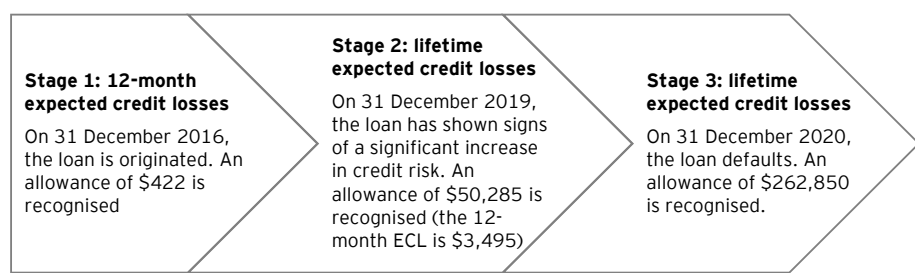 Stage 1: 12-month
expected credit losses
On 31 December 2016,
the loan is originated. An
allowance of $422 is
recognised
Stage 2: lifetime
expected credit losses
On 31 December 2019,
the loan has shown signs
of a significant increase
in credit risk. An
allowance of $50,285 is
recognised (the 12-
month ECL is $3,495)
Stage 3: lifetime
expected credit losses
On 31 December 2020,
the loan defaults. An
allowance of $262,850
is recognised.